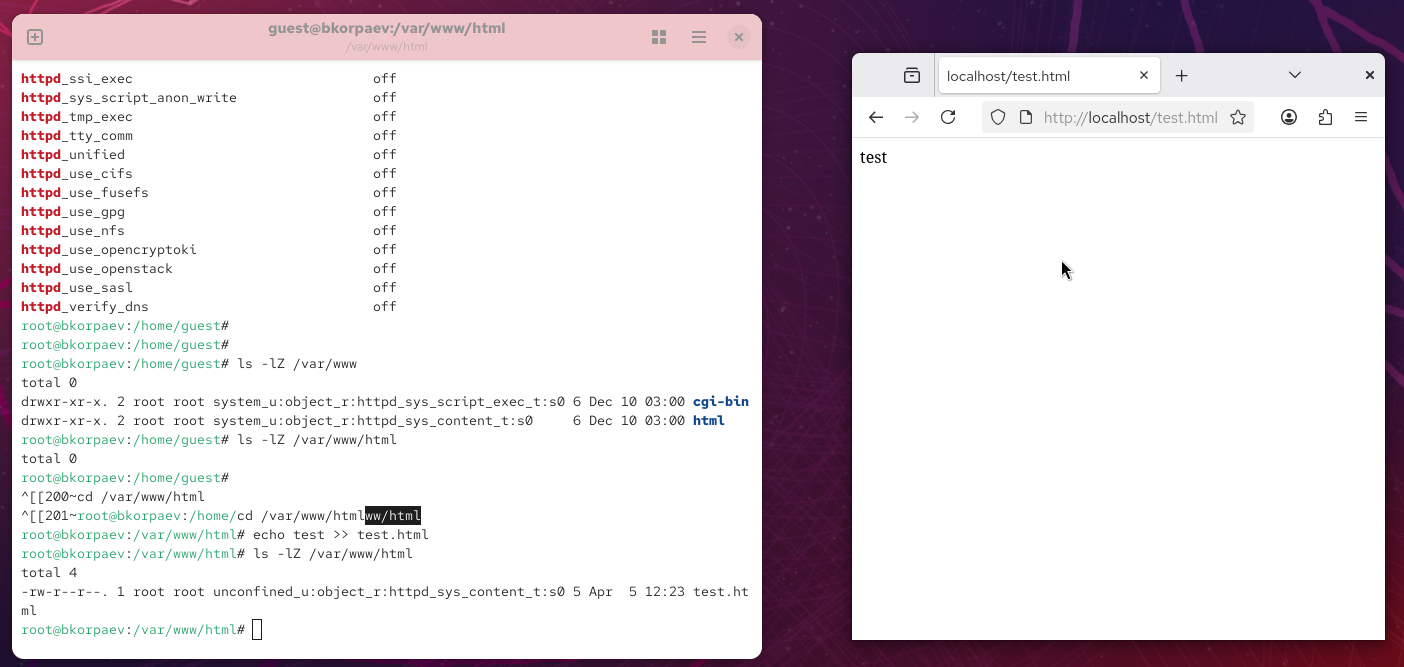 guest@bkorpaev:/var/www/html
/var/www/html
httpd_ssi_exec off
httpd_sys_script_anon_write off
httpd_tmp_exec off
httpd_tty_comm off
httpd_unified off
httpd_use_cifs off
httpd_use_fusefs off
httpd_use_gpg off
httpd_use_nfs off
httpd_use_opencryptoki off
httpd_use_openstack off
httpd_use_sasl off
httpd_verify_dns off
root@bkorpaev:/home/guest#
root@bkorpaev:/home/guest#
root@bkorpaev:/home/guest# ls -lZ /var/www
total 0
drwxr-xr-x. 2 root root system_u:object_r:httpd_sys_script_exec_t:s0 6 Dec 10 03:00 cgi-bin
drwxr-xr-x. 2 root root system_u:object_r:httpd_sys_content_t:s0 6 Dec 10 03:00 html
root@bkorpaev:/home/guest# ls -lZ /var/www/html
total 0
root@bkorpaev:/home/guest#
^[[200~cd /var/www/html
^[[201~root@bkorpaev:/home/cd /var/www/htmlww/html
root@bkorpaev:/var/www/html# echo test >> test.html
root@bkorpaev:/var/www/html# ls -lZ /var/www/html
total 4
-rw-r--r--. 1 root root unconfined_u:object_r:httpd_sys_content_t:s0 5 Apr 5 12:23 test.ht
ml
root@bkorpaev:/var/www/html#
localhost/test.html
http://localhost/test.html
test